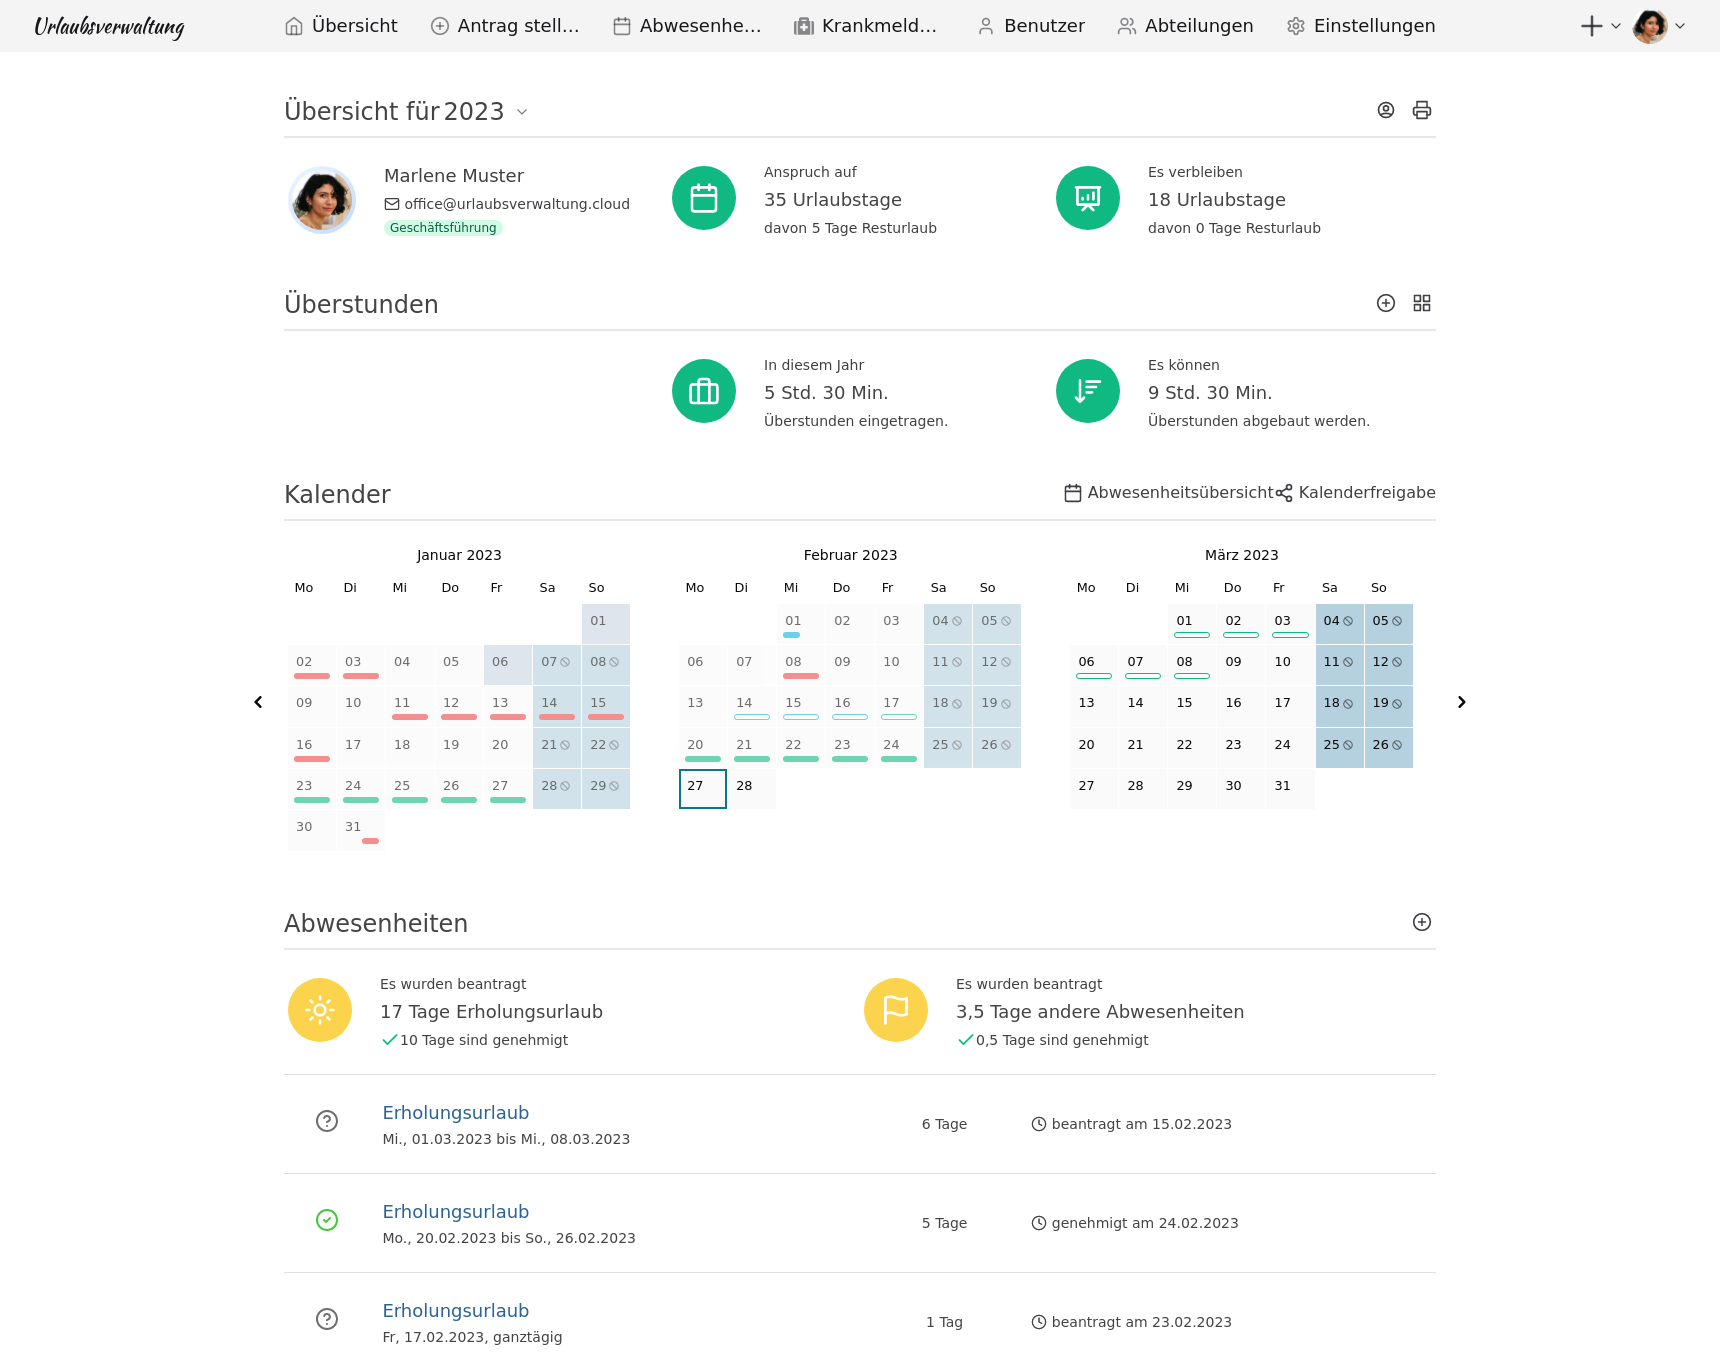 Urlaubsverwaltung
Übersicht
Antrag stell...
Abwesenhe...
Krankmeld...
Benutzer
Abteilungen
Einstellungen
Übersicht für 2023
Marlene Muster
office@urlaubsverwaltung.cloud
Geschäftsführung
Anspruch auf
35 Urlaubstage
davon 5 Tage Resturlaub
Es verbleiben
18 Urlaubstage
davon 0 Tage Resturlaub
Überstunden
In diesem Jahr
5 Std. 30 Min.
Überstunden eingetragen.
Es können
9 Std. 30 Min.
Überstunden abgebaut werden.
Kalender
Abwesenheitsübersicht
Kalenderfreigabe
Januar 2023
Mo Di Mi Do Fr Sa So
01
02 03 04 05 06 07 08
09 10 11 12 13 14 15
16 17 18 19 20 21 22
23 24 25 26 27 28 29
30 31
Februar 2023
Mo Di Mi Do Fr Sa So
01 02 03 04 05
06 07 08 09 10 11 12
13 14 15 16 17 18 19
20 21 22 23 24 25 26
27 28
März 2023
Mo Di Mi Do Fr Sa So
01 02 03 04 05
06 07 08 09 10 11 12
13 14 15 16 17 18 19
20 21 22 23 24 25 26
27 28 29 30 31
Abwesenheiten
Es wurden beantragt
17 Tage Erholungsurlaub
10 Tage sind genehmigt
Es wurden beantragt
3,5 Tage andere Abwesenheiten
0,5 Tage sind genehmigt
Erholungsurlaub
Mi., 01.03.2023 bis Mi., 08.03.2023
6 Tage
beantragt am 15.02.2023
Erholungsurlaub
Mo., 20.02.2023 bis So., 26.02.2023
5 Tage
genehmigt am 24.02.2023
Erholungsurlaub
Fr, 17.02.2023, ganztägig
1 Tag
beantragt am 23.02.2023